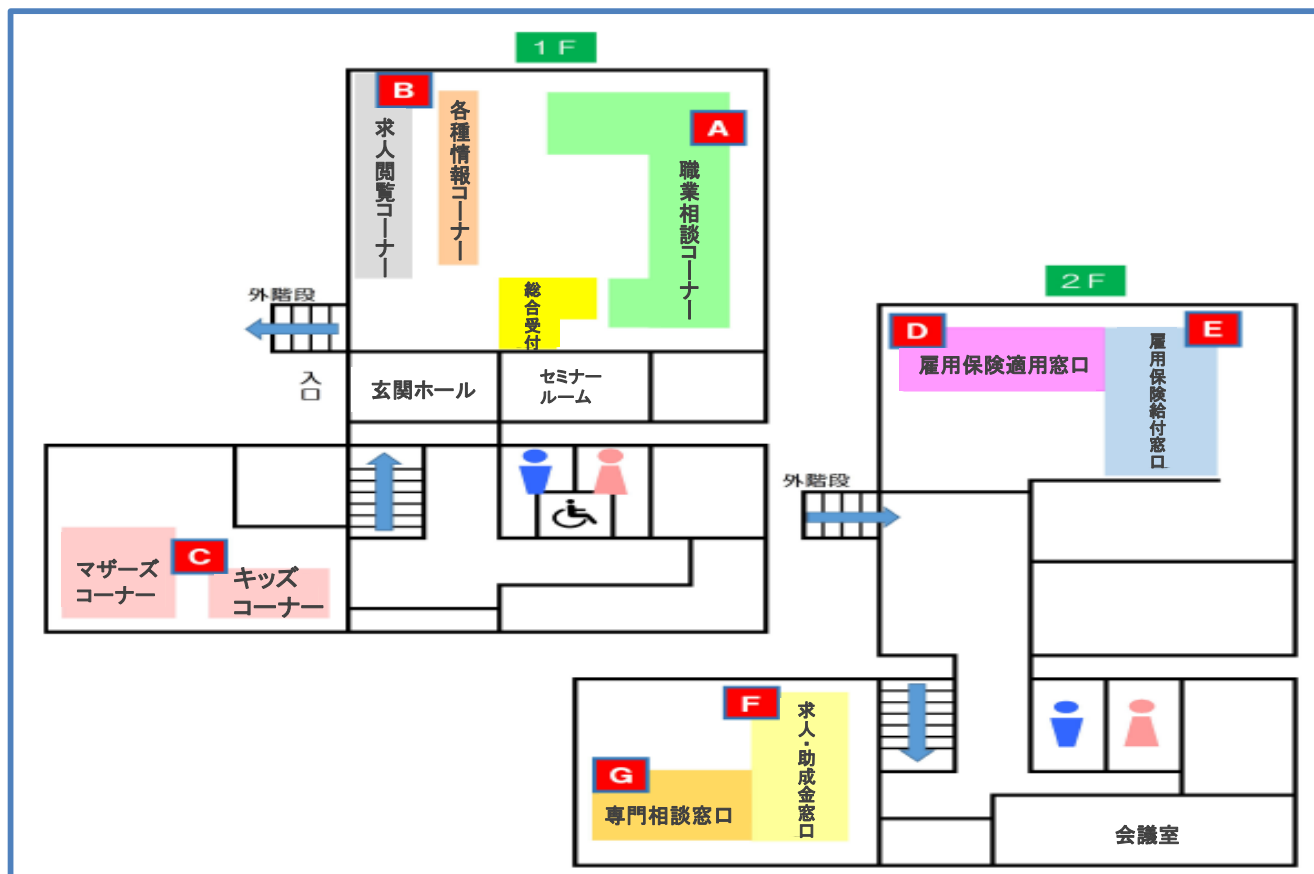 １Ｆ
B
求人閲覧コーナー
各種情報コーナー
A
職業相談コーナー
総合受付
外階段
入口
玄関ホール
セミナー
ルーム
C
マザーズ
コーナー
キッズ
コーナー
２Ｆ
D
雇用保険適用窓口
E
雇用保険給付窓口
外階段
F
求人・助成金窓口
G
専門相談窓口
会議室